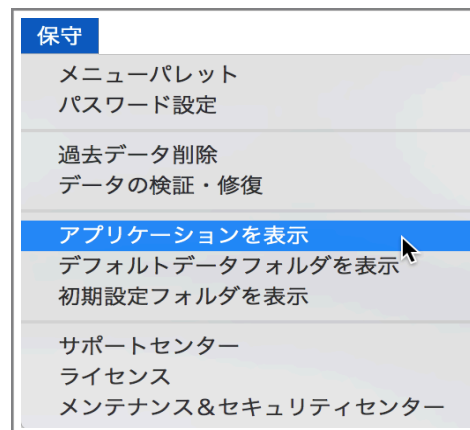 保守
メニューパレット
パスワード設定
過去データ削除
データの検証・修復
アプリケーションを表示
デフォルトデータフォルダを表示
初期設定フォルダを表示
サポートセンター
ライセンス
メンテナンス＆セキュリティセンター